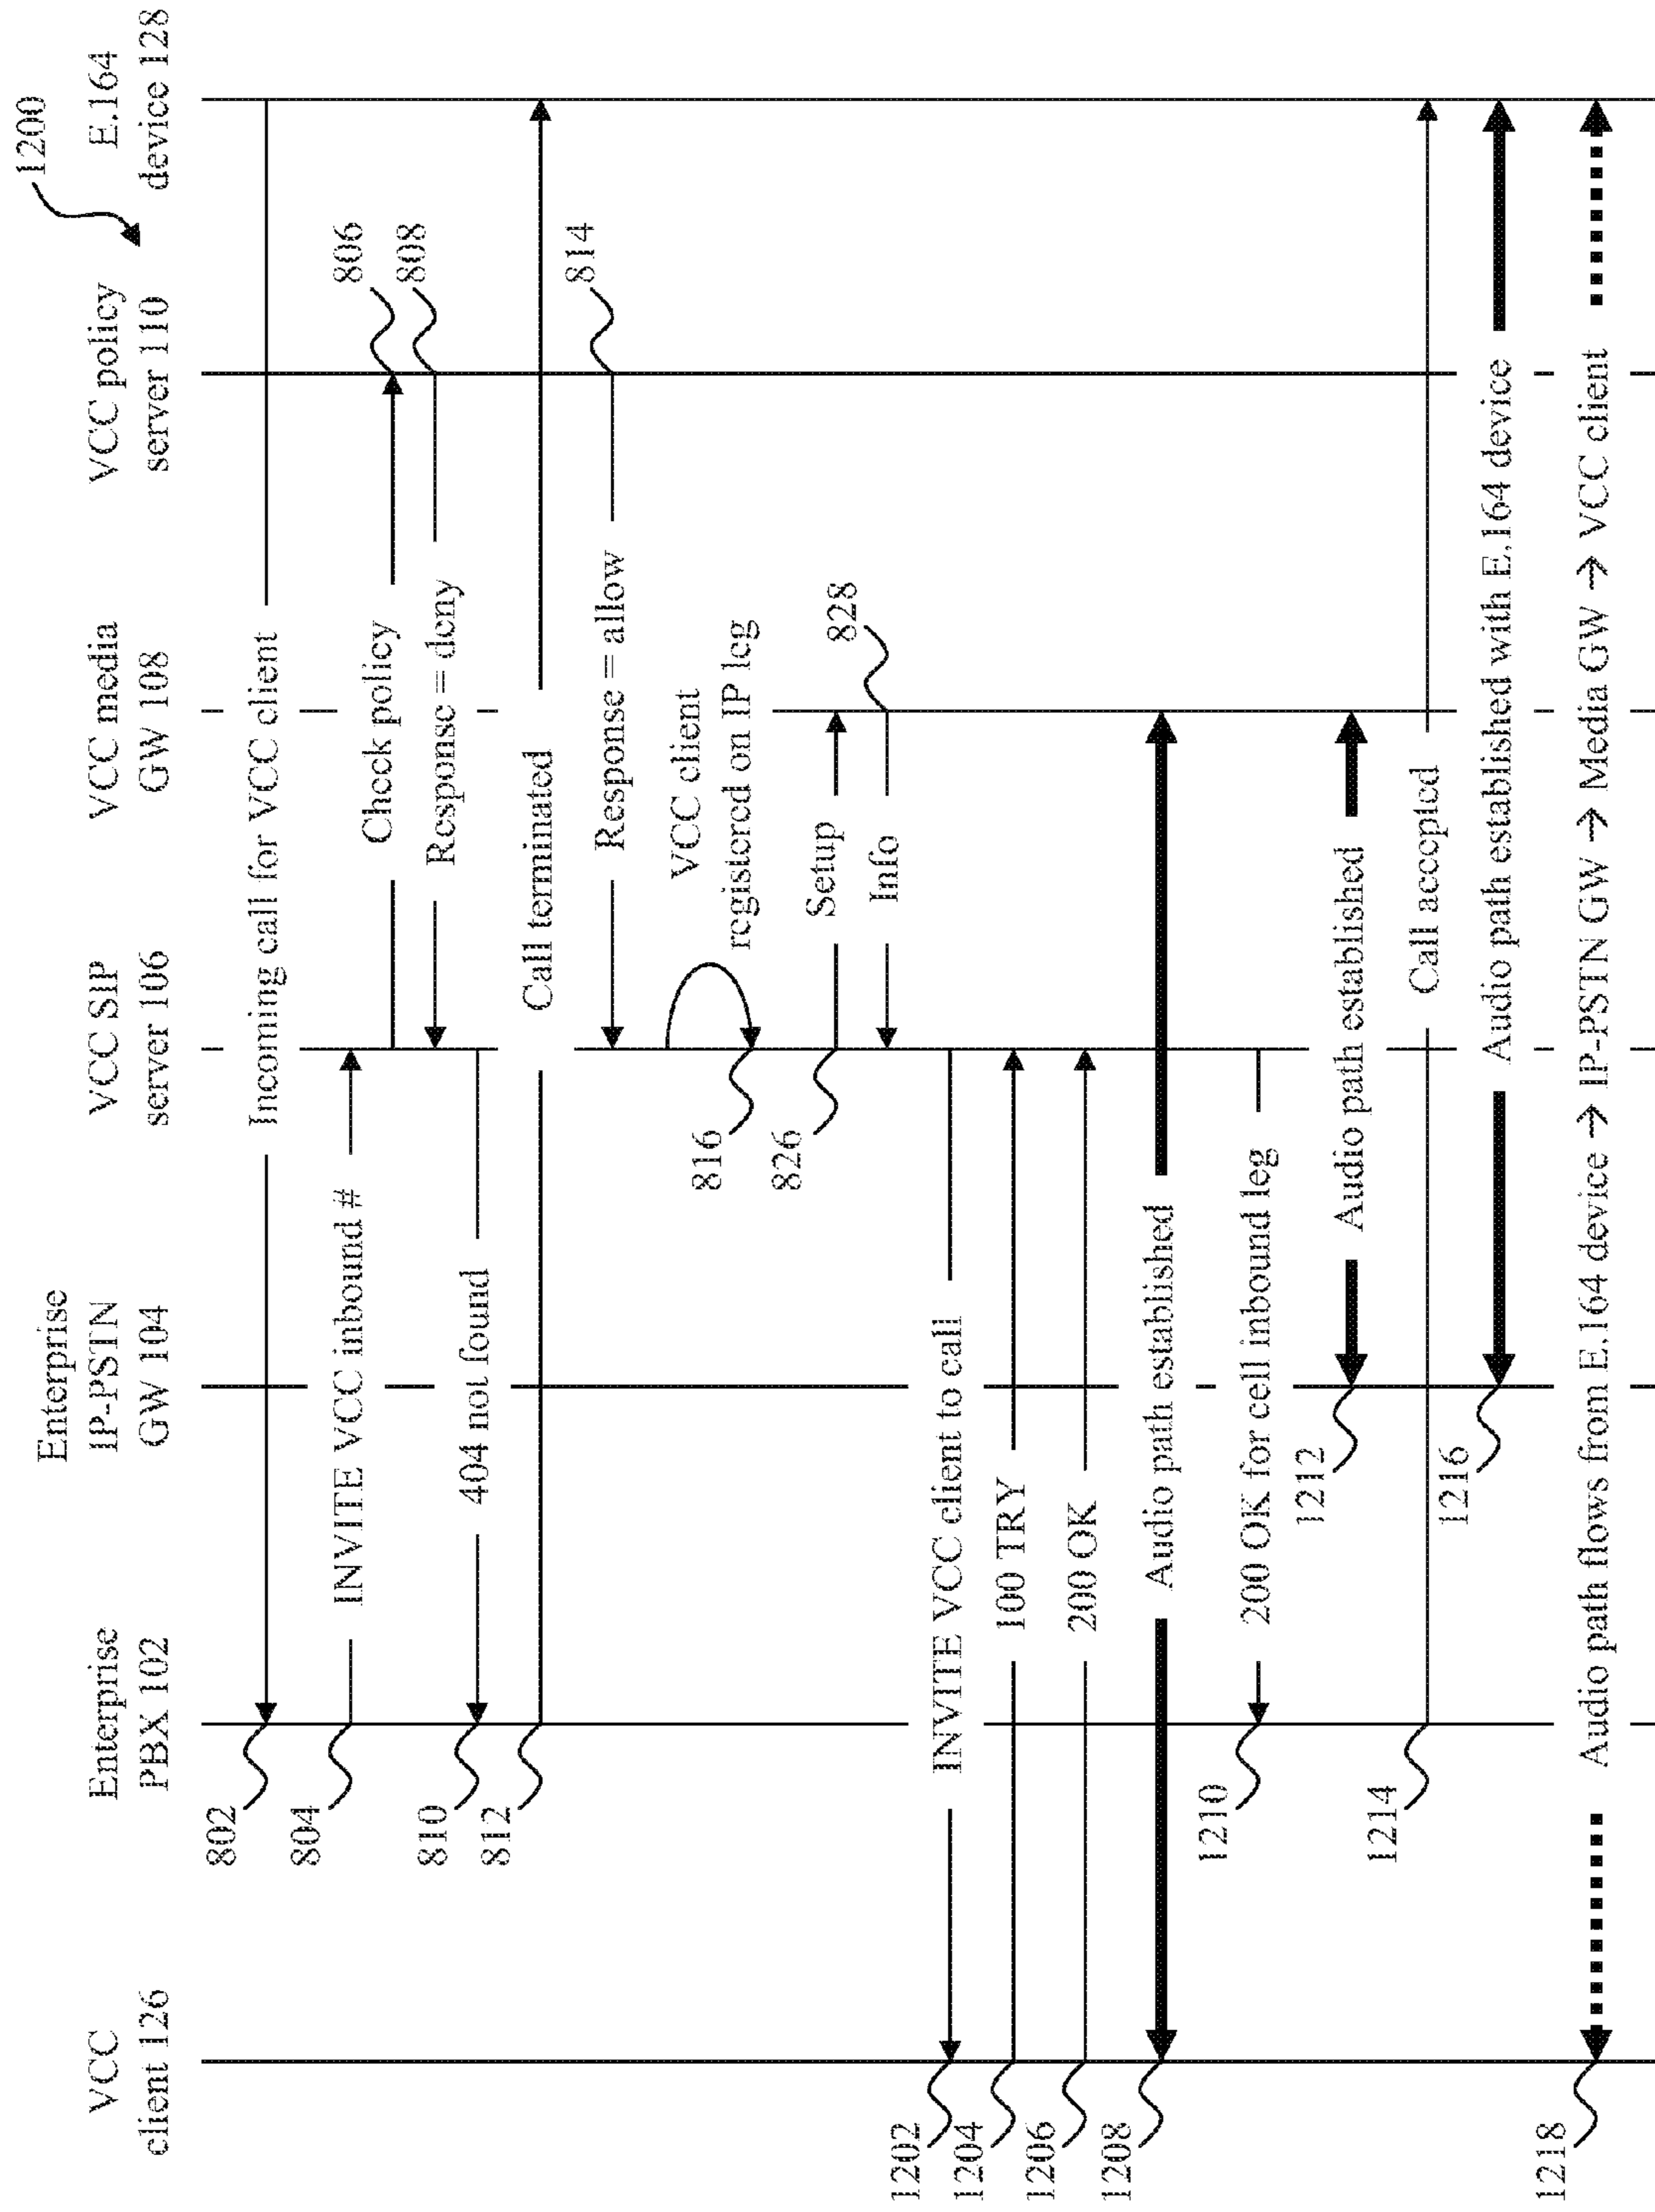 1200
VCC
client 126
Enterprise
PBX 102
Enterprise
IP-PSTN
GW 104
VCC SIP
server 106
VCC media
GW 108
VCC policy
server 110
E.164
device 128
802
Incoming call for VCC client
804
INVITE VCC inbound #
Check policy
806
Response = deny
808
810
404 not found
812
Call terminated
Response = allow
814
816
VCC client
registered on IP leg
826
Setup
Info
828
1202
INVITE VCC client to call
1204
100 TRY
1206
200 OK
1208
Audio path established
1210
200 OK for cell inbound leg
1212
Audio path established
1214
Call accepted
1216
Audio path established with E.164 device
1218
Audio path flows from E.164 device → IP-PSTN GW → Media GW → VCC client